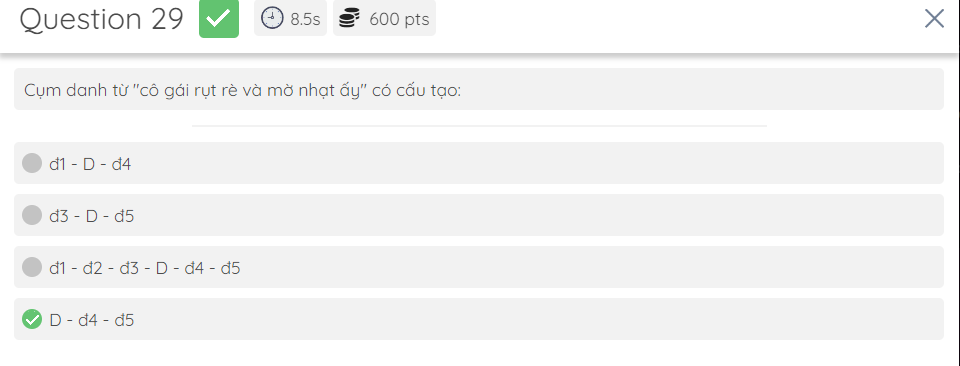 Question 29 8.5s 600 pts
Cụm danh từ "cô gái rụt rè và mờ nhạt ấy" có cấu tạo:
đ1 - D - đ4
đ3 - D - đ5
đ1 - đ2 - đ3 - D - đ4 - đ5
D - đ4 - đ5